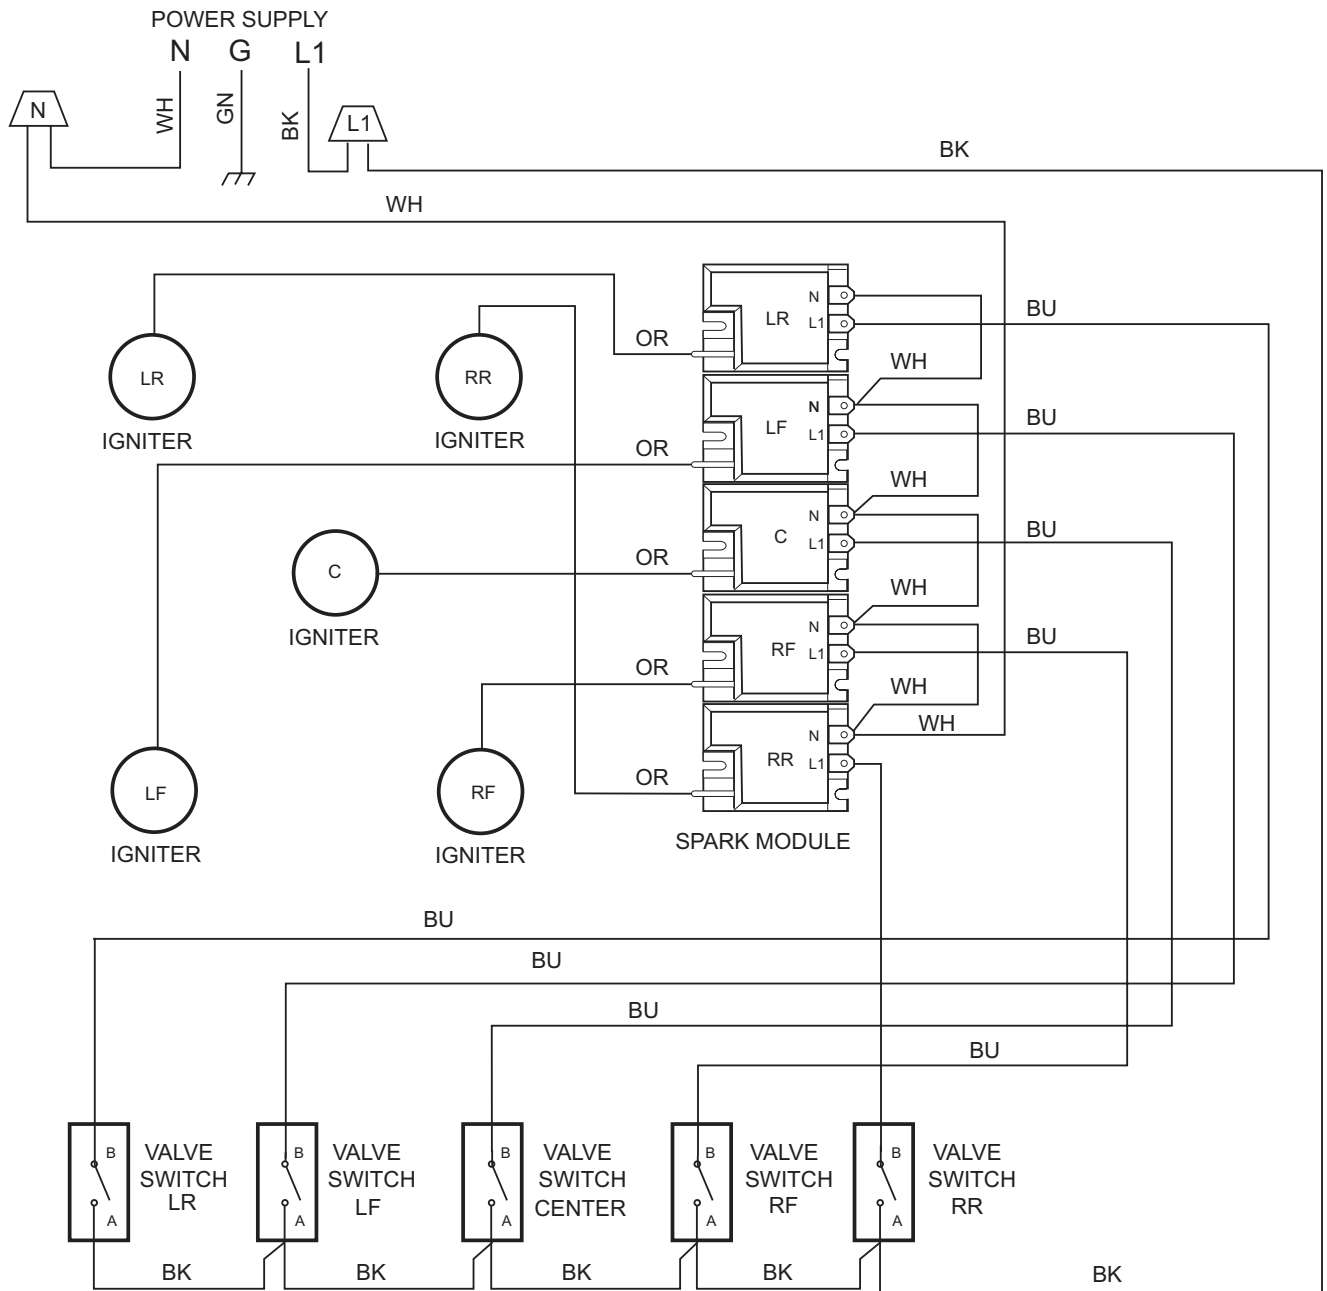 POWER SUPPLY
N G L1
N
WH
GN
BK
L1
BK
WH
LR
IGNITER
RR
IGNITER
OR
LR
N
L1
BU
WH
OR
LF
N
L1
BU
WH
C
IGNITER
OR
C
N
L1
BU
WH
OR
RF
N
L1
BU
WH
WH
OR
RR
N
L1
LF
IGNITER
RF
IGNITER
SPARK MODULE
BU
BU
BU
BU
B
A
VALVE
SWITCH
LR
B
A
VALVE
SWITCH
LF
B
A
VALVE
SWITCH
CENTER
B
A
VALVE
SWITCH
RF
B
A
VALVE
SWITCH
RR
BK
BK
BK
BK
BK